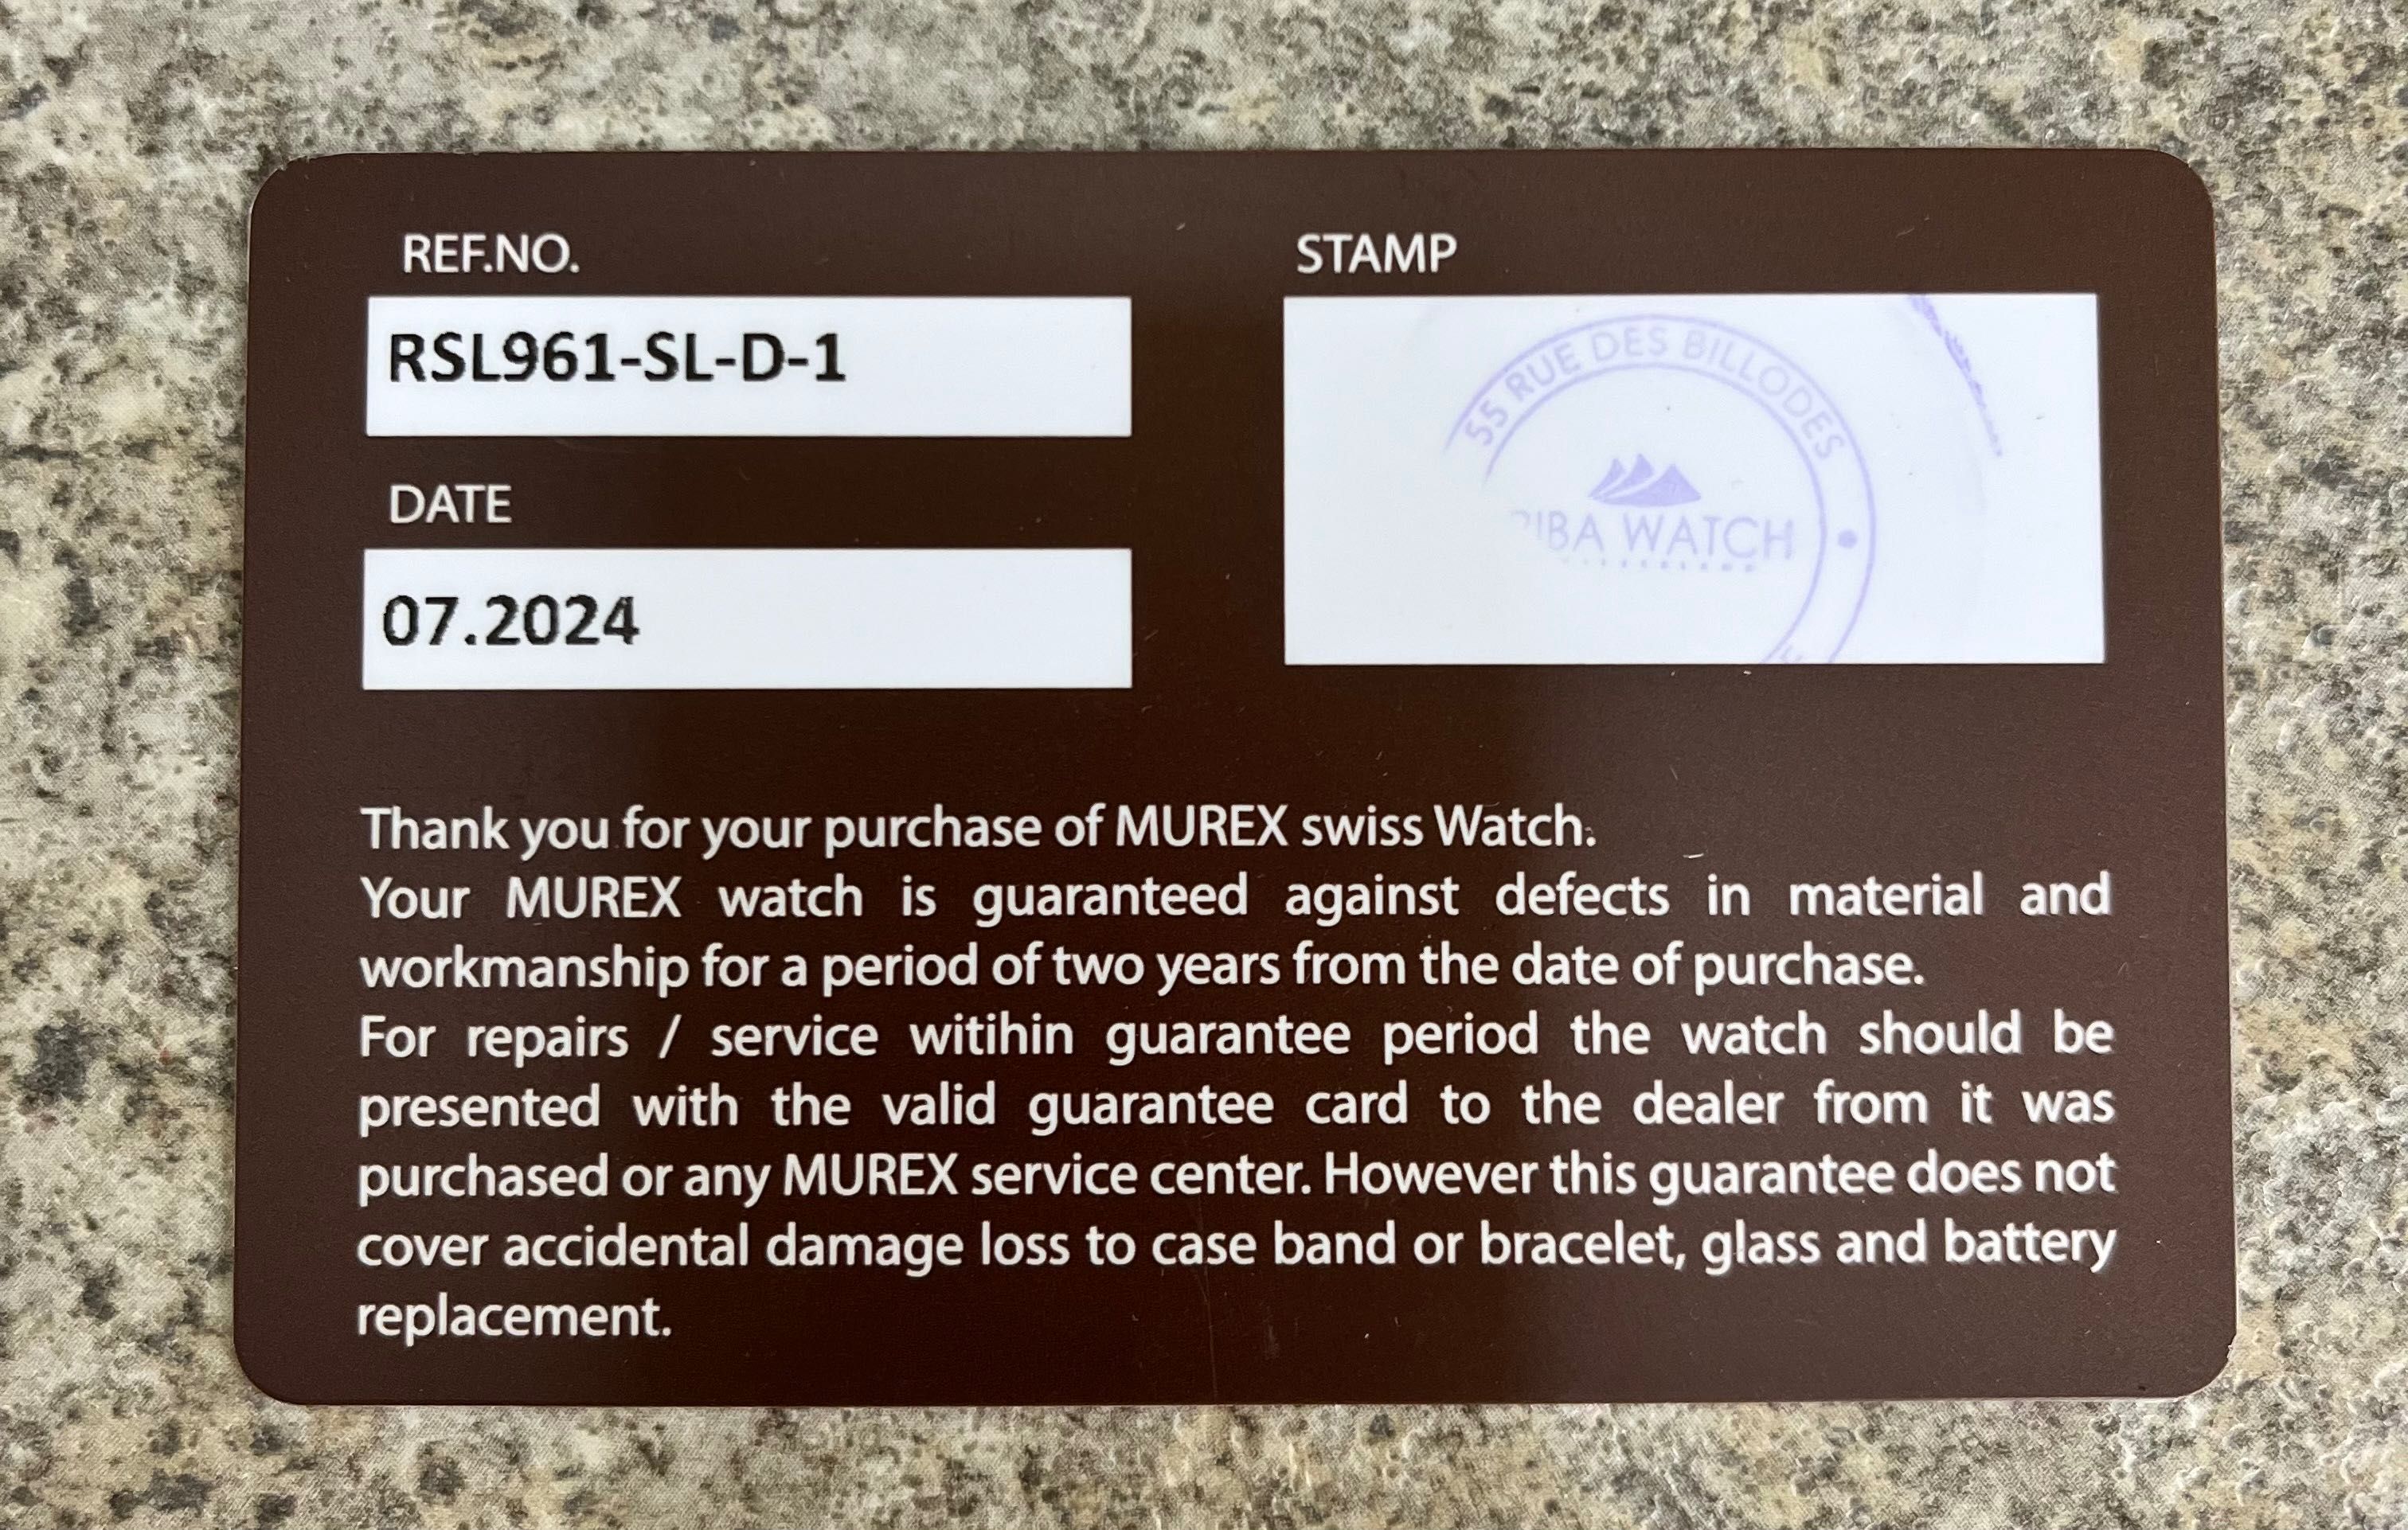 REF.NO.
RSL961-SL-D-1
DATE
07.2024
STAMP
55 RUE DES BILLODES
WATCH
Thank you for your purchase of MUREX swiss Watch.
Your MUREX watch is guaranteed against defects in material and
workmanship for a period of two years from the date of purchase.
For repairs / service witihin guarantee period the watch should be
presented with the valid guarantee card to the dealer from it was
purchased or any MUREX service center. However this guarantee does not
cover accidental damage loss to case band or bracelet, glass and battery
replacement.